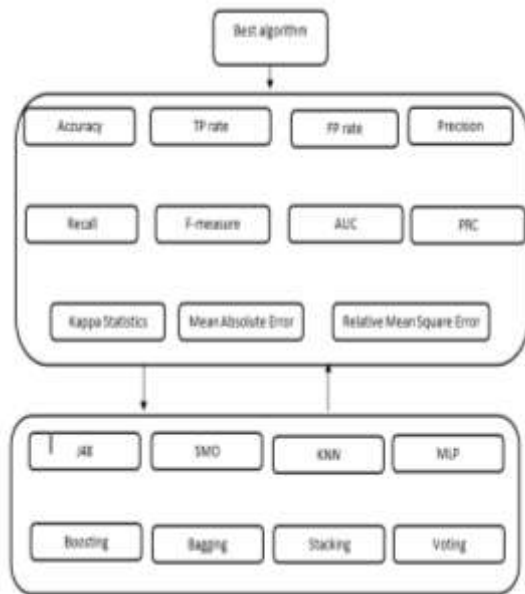 Best algorithm
Accuracy TP rate FP rate Precision
Recall F-measure AUC PRC
Kappa Statistics Mean Absolute Error Relative Mean Square Error
J48 SMO KNN MLP
Boosting Bagging Stacking Voting